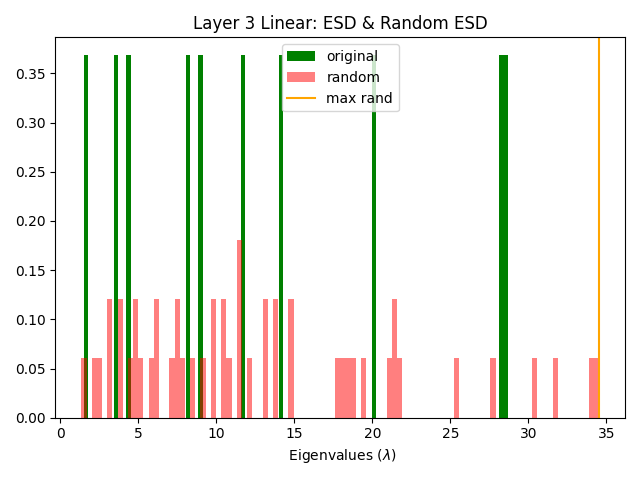 Layer 3 Linear: ESD & Random ESD
original
random
max rand
0.35
0.30
0.25
0.20
0.15
0.10
0.05
0.00
0 5 10 15 20 25 30 35
Eigenvalues (λ)